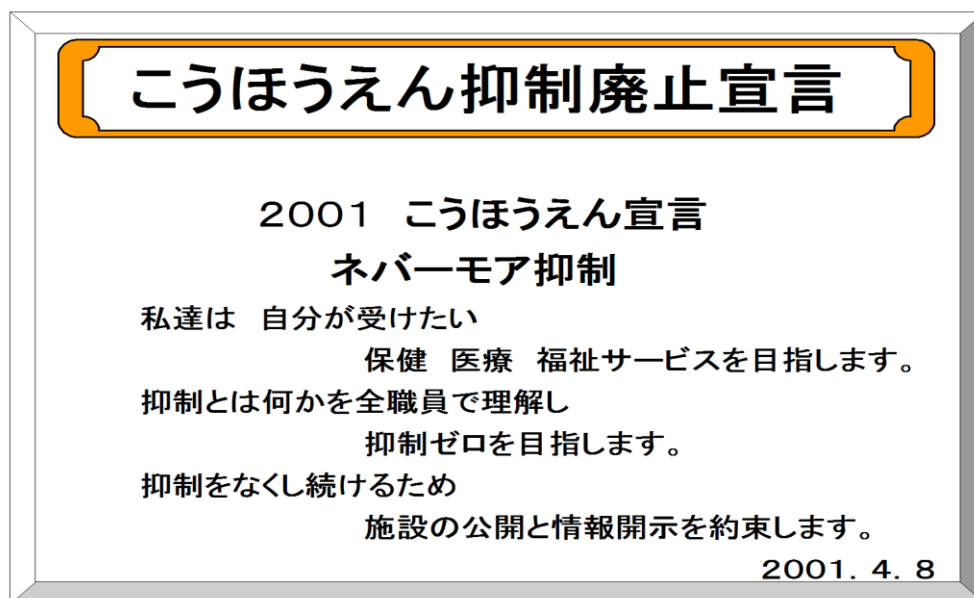 こうほうえん抑制廃止宣言
2001　こうほうえん宣言
ネバーモア抑制
私達は　自分が受けたい
保健　医療　福祉サービスを目指します。
抑制とは何かを全職員で理解し
抑制ゼロを目指します。
抑制をなくし続けるため
施設の公開と情報開示を約束します。
2001．4．8